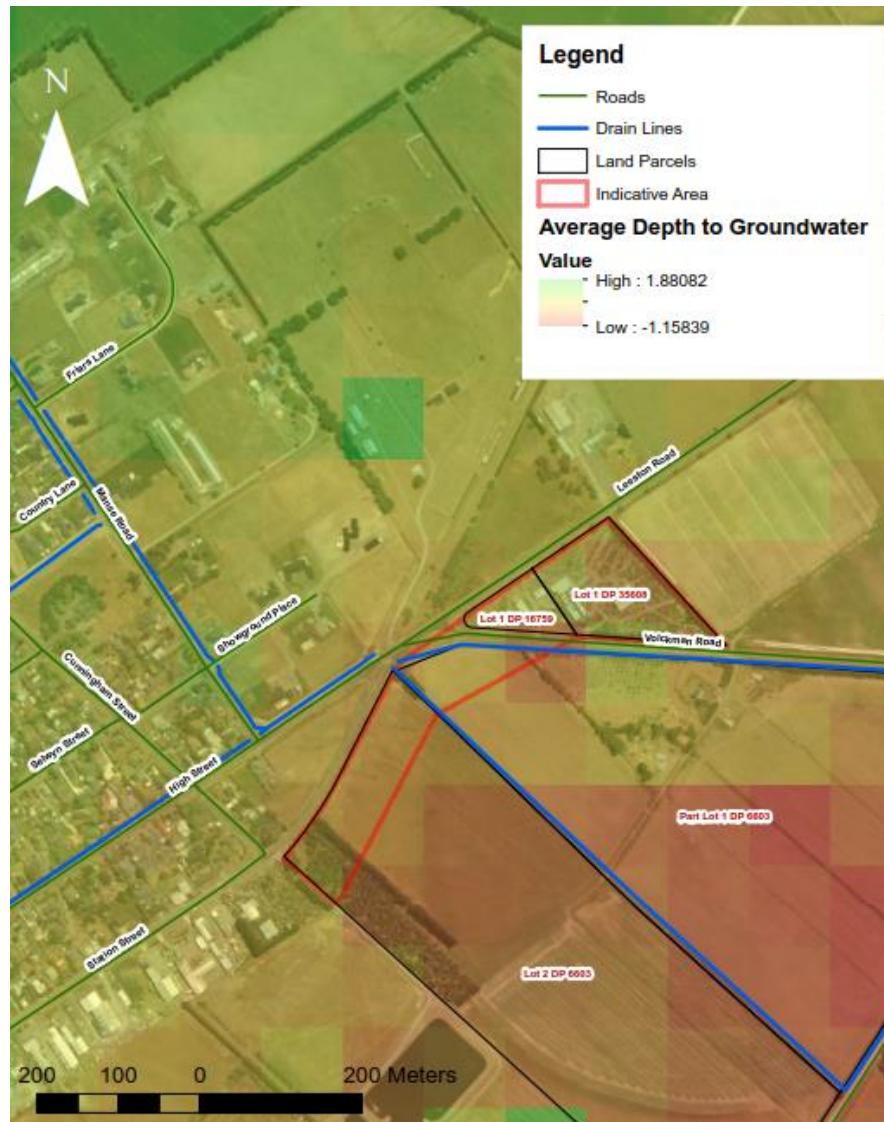 N
Legend
Roads
Drain Lines
Land Parcels
Indicative Area
Average Depth to Groundwater
Value
High : 1.88082
Low : -1.15839
Friars Lane
Country Lane
Manse Road
Leeston Road
Lot 1 DP 35608
Lot 1 DP 16759
Volckman Road
Showground Place
Cunningham Street
Selwyn Street
High Street
Part Lot 1 DP 6603
Station Street
Lot 2 DP 6603
200 100 0 200 Meters